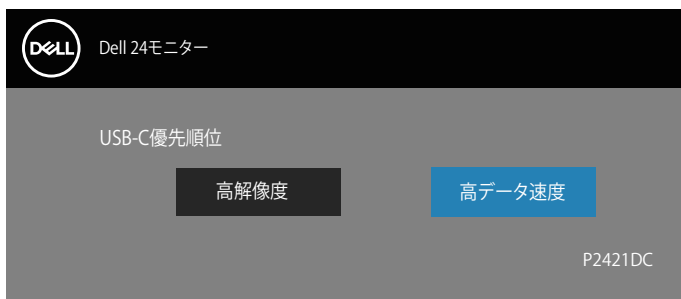 DELL
Dell 24モニター
USB-C優先順位
高解像度
高データ速度
P2421DC